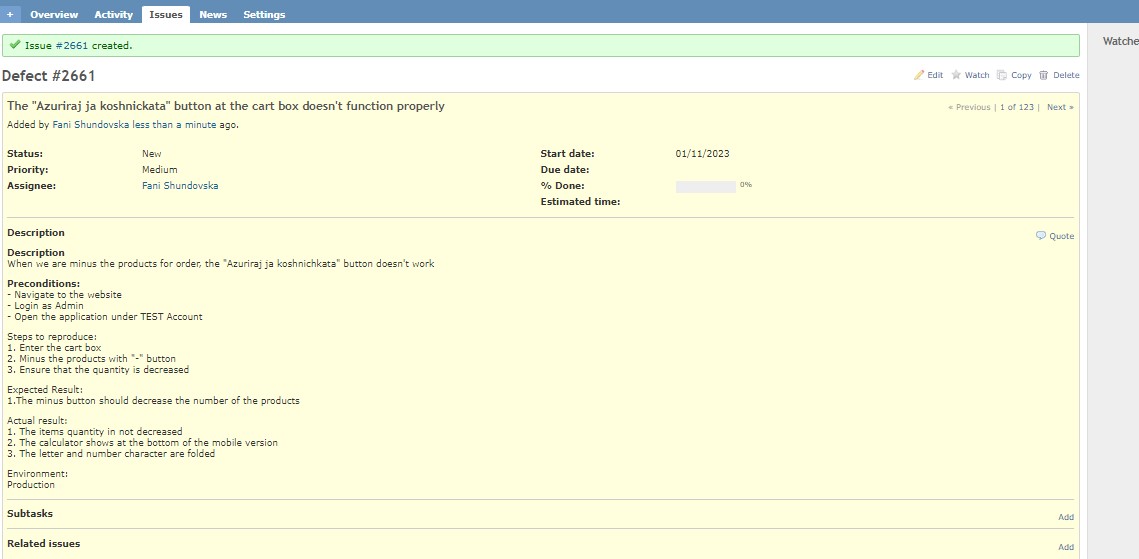 + Overview Activity Issues News Settings
Watche
Issue #2661 created.
Defect #2661
Edit Watch Copy Delete
The "Azuriraj ja koshnickata" button at the cart box doesn't function properly
« Previous | 1 of 123 | Next »
Added by Fani Shundovska less than a minute ago.
Status: New Start date: 01/11/2023
Priority: Medium Due date:
Assignee: Fani Shundovska % Done: 0%
Estimated time:
Description
Quote
Description
When we are minus the products for order, the "Azuriraj ja koshnichkata" button doesn't work
Preconditions:
- Navigate to the website
- Login as Admin
- Open the application under TEST Account
Steps to reproduce:
1. Enter the cart box
2. Minus the products with "-" button
3. Ensure that the quantity is decreased
Expected Result:
1.The minus button should decrease the number of the products
Actual result:
1. The items quantity in not decreased
2. The calculator shows at the bottom of the mobile version
3. The letter and number character are folded
Environment:
Production
Subtasks
Add
Related issues
Add